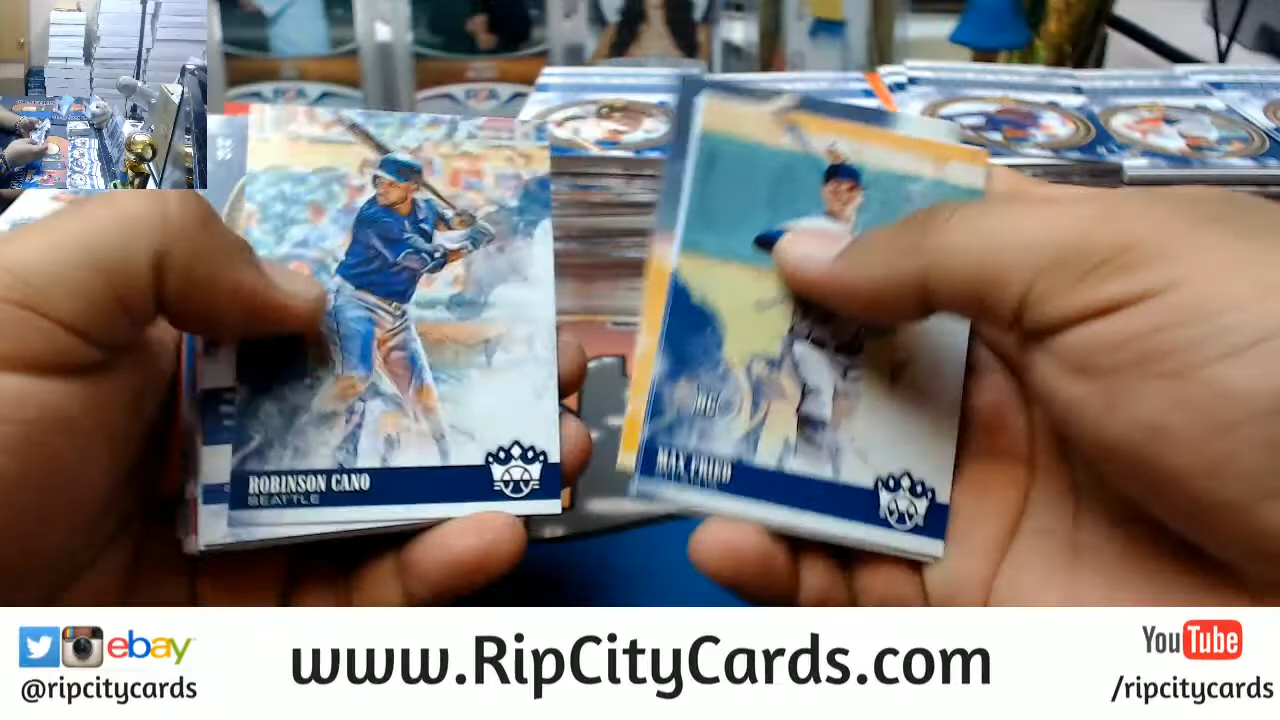 ROBINSON CANO
SEATTLE
MAX FRIED
ebay
@ripcitycards
www.RipCityCards.com
YouTube
/ripcitycards